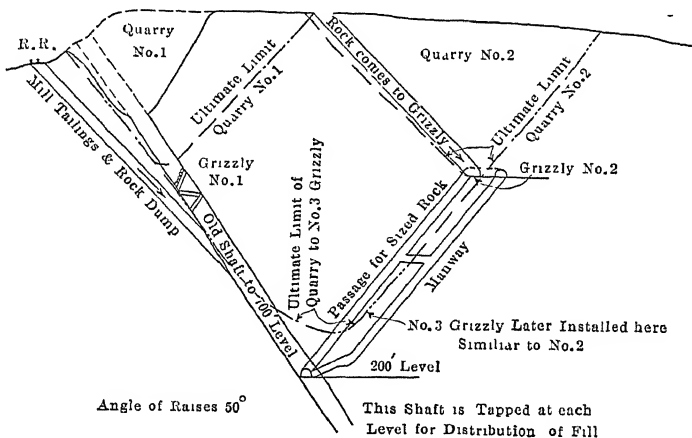 R.R.
Quarry
No.1
Ultimate Limit
Quarry No.1
Rock comes to Grizzly
Quarry No.2
Ultimate Limit
Quarry No.2
Mill Tailings & Rock Dump
Grizzly
No.1
Grizzly No.2
Old Shaft to 700 Level
Ultimate Limit of
Quarry to No.3 Grizzly
Passage for Sized Rock
Manway
No.3 Grizzly Later Installed here
Similiar to No.2
200' Level
Angle of Raises 50°
This Shaft is Tapped at each
Level for Distribution of Fill